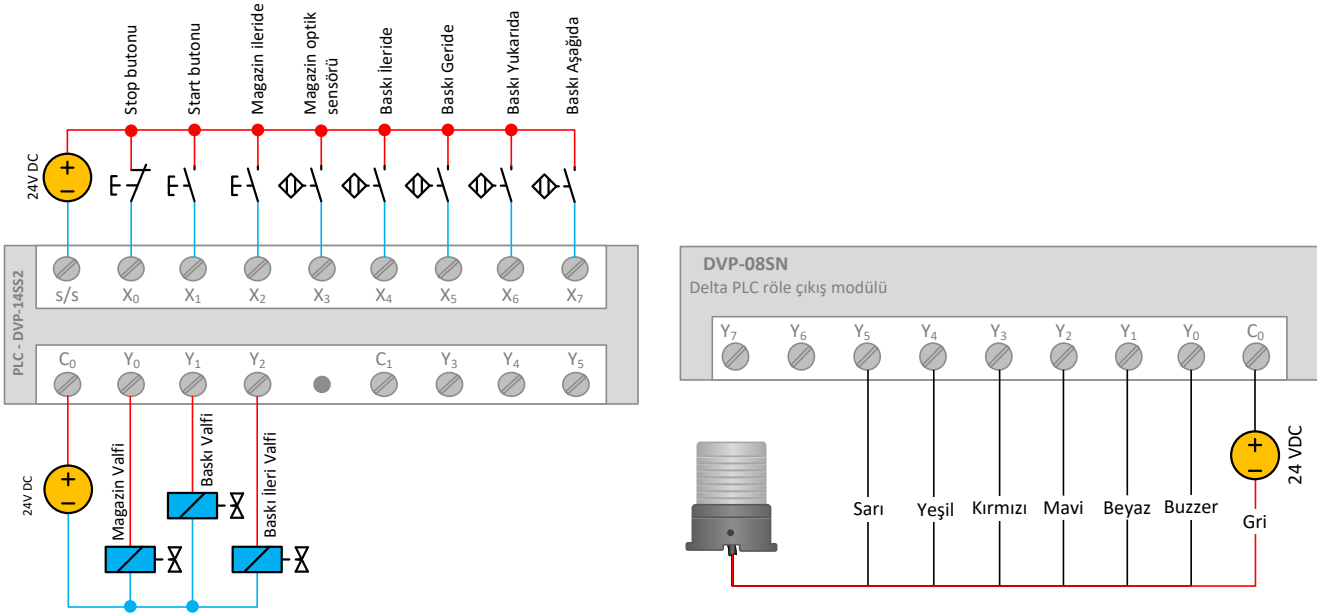 Stop butonu
Start butonu
Magazin ileride
Magazin optik
sensörü
Baskı İleride
Baskı Geride
Baskı Yukarıda
Baskı Aşağıda
24V DC
+
−
PLC - DVP-14SS2
s/s X0 X1 X2 X3 X4 X5 X6 X7
C0 Y0 Y1 Y2 C1 Y3 Y4 Y5
24V DC
+
−
Magazin Valfi
Baskı Valfi
Baskı İleri Valfi
DVP-08SN
Delta PLC röle çıkış modülü
Y7 Y6 Y5 Y4 Y3 Y2 Y1 Y0 C0
+
−
24 VDC
Sarı Yeşil Kırmızı Mavi Beyaz Buzzer Gri